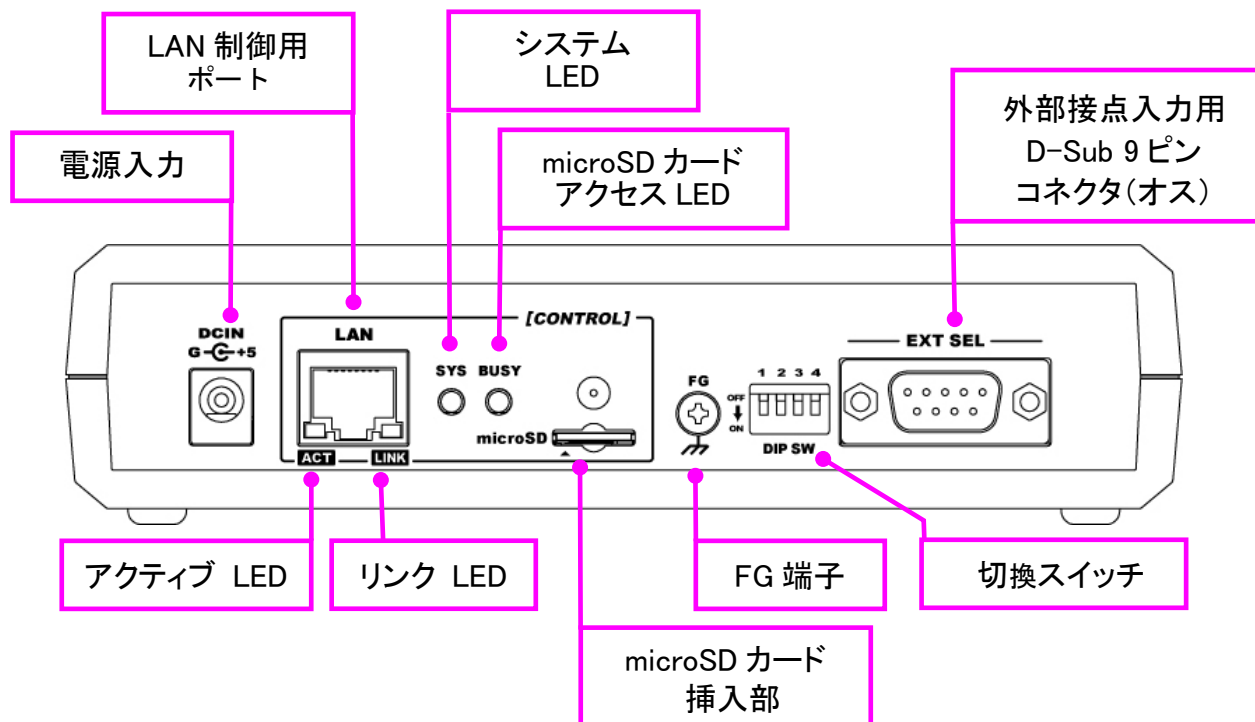 LAN 制御用
ポート
システム
LED
外部接点入力用
D-Sub 9 ピン
コネクタ(オス)
電源入力
microSD カード
アクセス LED
[CONTROL]
DCIN
G +5
LAN
EXT SEL
SYS BUSY
FG
1 2 3 4
OFF
ON
microSD
DIP SW
ACT
LINK
アクティブ LED
リンク LED
FG 端子
切換スイッチ
microSD カード
挿入部